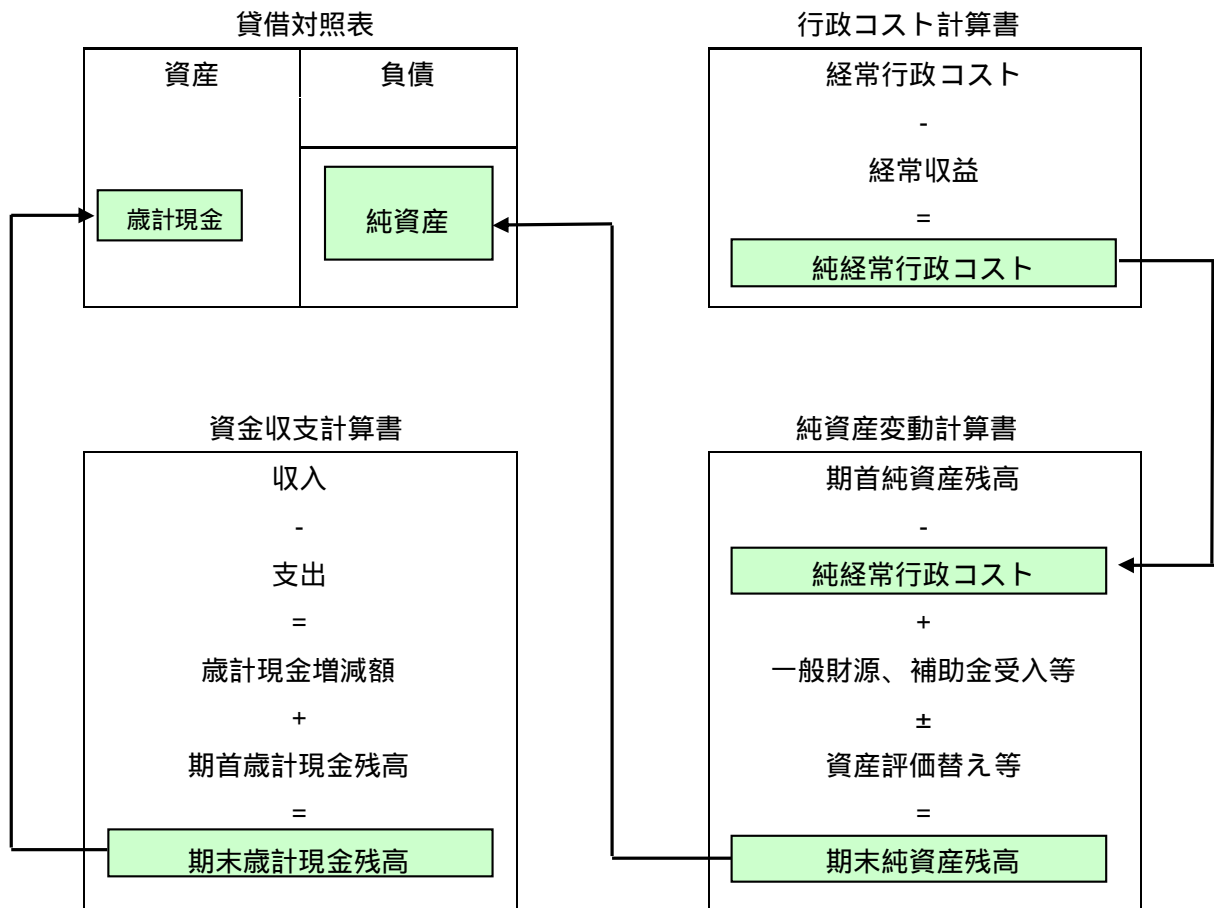 貸借対照表
資産
負債
歳計現金
純資産
行政コスト計算書
経常行政コスト
-
経常収益
=
純経常行政コスト
資金収支計算書
収入
-
支出
=
歳計現金増減額
+
期首歳計現金残高
=
期末歳計現金残高
純資産変動計算書
期首純資産残高
-
純経常行政コスト
+
一般財源、補助金受入等
±
資産評価替え等
=
期末純資産残高